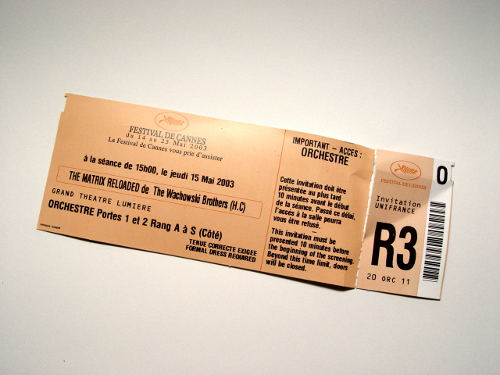 FESTIVAL DE CANNES
du 14 au 25 Mai 2003
Le Festival de Cannes vous prie d'assister
à la séance de 15h00, le jeudi 15 Mai 2003
THE MATRIX RELOADED de The Wachowski Brothers (H.C)
GRAND THEATRE LUMIERE
ORCHESTRE Portes 1 et 2 Rang A à S (Côté)
TENUE CORRECTE EXIGEE
FORMAL DRESS REQUIRED
IMPORTANT - ACCES :
ORCHESTRE
Cette invitation doit être
présentée au plus tard
10 minutes avant le début
de la séance. Passé ce délai,
l'accès à la salle pourra
vous être refusé.
This invitation must be
presented 10 minutes before
the beginning of the screening.
Beyond this time limit, doors
will be closed.
FESTIVAL DE CANNES
Invitation
UNIFRANCE
R3
20 ORC 11
0